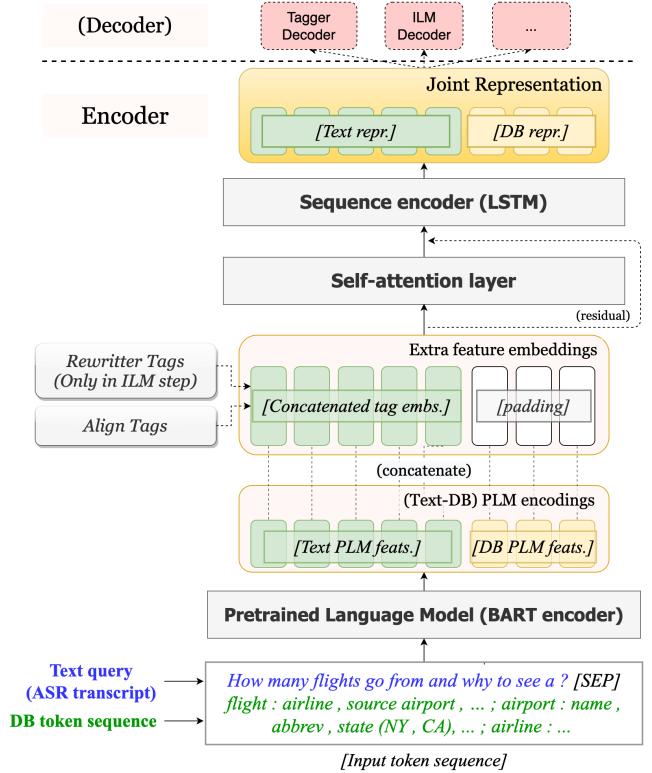 (Decoder)
Tagger
Decoder
ILM
Decoder
...
Encoder
Joint Representation
[Text repr.]
[DB repr.]
Sequence encoder (LSTM)
Self-attention layer
(residual)
Extra feature embeddings
Rewritter Tags
(Only in ILM step)
Align Tags
[Concatenated tag embs.]
[padding]
(concatenate)
(Text-DB) PLM encodings
[Text PLM feats.]
[DB PLM feats.]
Pretrained Language Model (BART encoder)
Text query
(ASR transcript)
DB token sequence
How many flights go from and why to see a ? [SEP]
flight : airline , source airport , ... ; airport : name ,
abbrev , state (NY , CA), ... ; airline : ...
[Input token sequence]